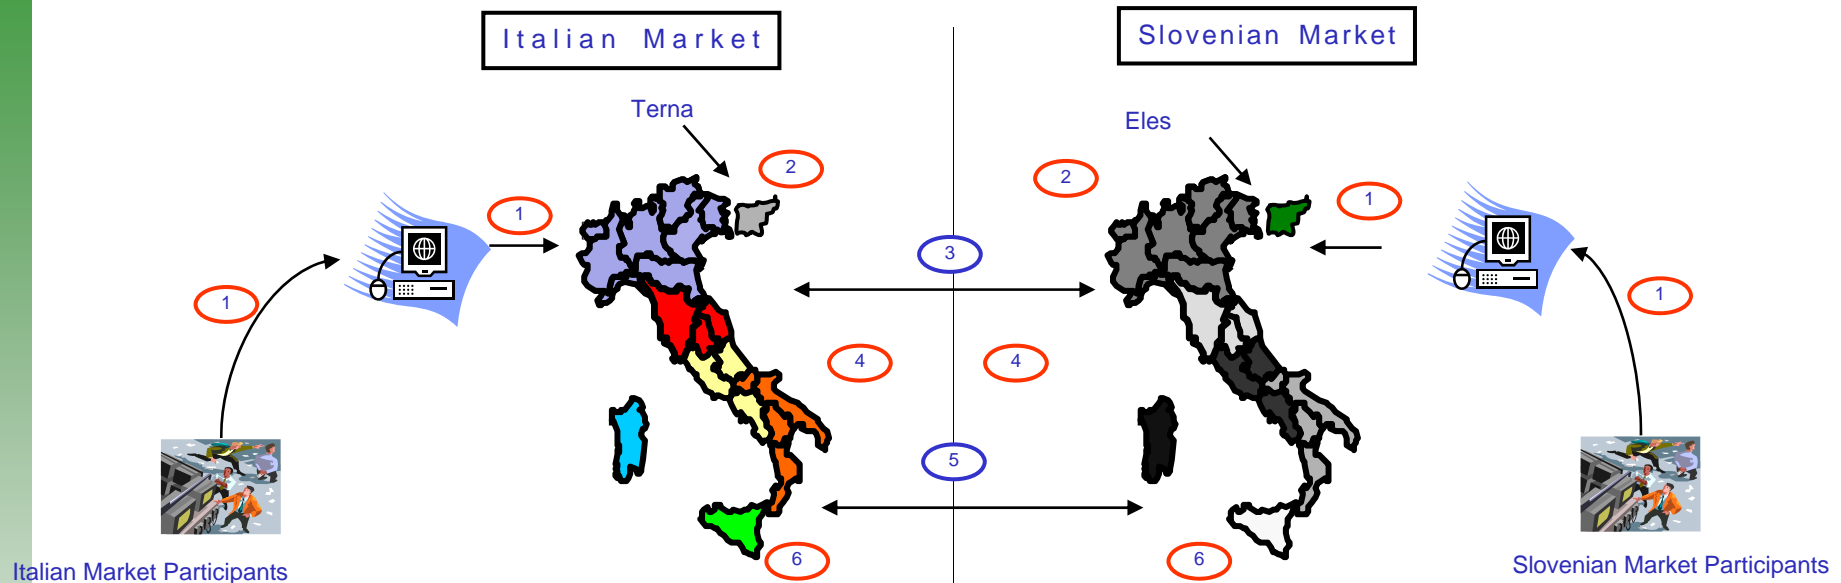 Italian Market
Slovenian Market
Terna
Eles
2
2
1
1
3
1
1
4
4
5
6
6
Italian Market Participants
Slovenian Market Participants